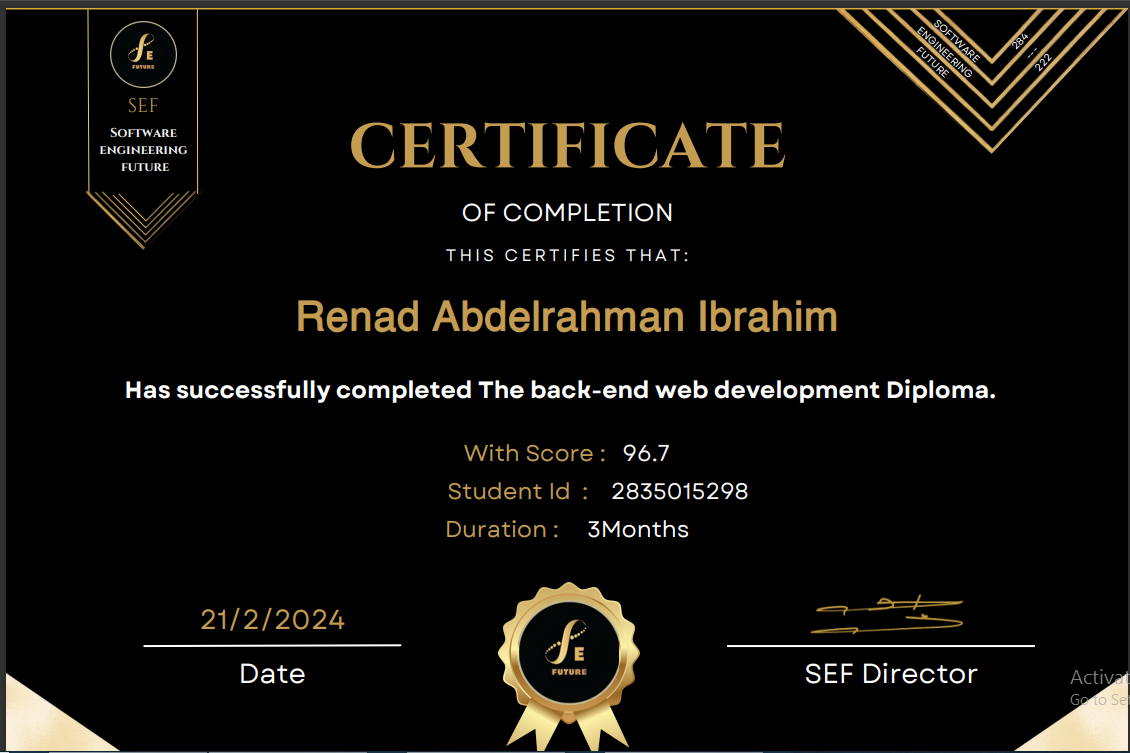 FE
FUTURE
SEF
SOFTWARE
ENGINEERING
FUTURE
SOFTWARE
ENGINEERING
FUTURE
284
---
222
CERTIFICATE
OF COMPLETION
THIS CERTIFIES THAT:
Renad Abdelrahman Ibrahim
Has successfully completed The back-end web development Diploma.
With Score : 96.7
Student Id : 2835015298
Duration : 3Months
21/2/2024
Date
FE
FUTURE
SEF Director
Activat
Go to Se